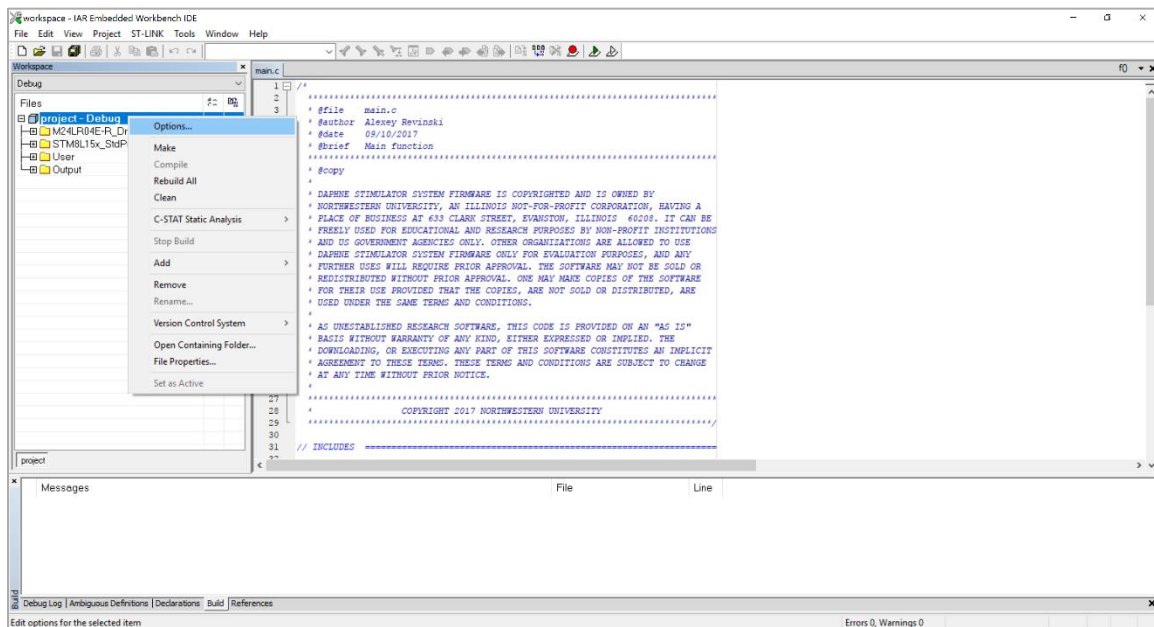 workspace - IAR Embedded Workbench IDE
File Edit View Project ST-LINK Tools Window Help
Workspace
main.c
f()
Debug
Files
project - Debug
M24LR04E-R_Dr
STM8L15x_StdP
User
Output
Options...
Make
Compile
Rebuild All
Clean
C-STAT Static Analysis
Stop Build
Add
Remove
Rename...
Version Control System
Open Containing Folder...
File Properties...
Set as Active
project
1 /*
2 ******************************************************************************
3 * @file main.c
* @author Alexey Revinski
* @date 09/10/2017
* @brief Main function
******************************************************************************
* @copy
*
* DAPHNE STIMULATOR SYSTEM FIRMWARE IS COPYRIGHTED AND IS OWNED BY
* NORTHWESTERN UNIVERSITY, AN ILLINOIS NOT-FOR-PROFIT CORPORATION, HAVING A
* PLACE OF BUSINESS AT 633 CLARK STREET, EVANSTON, ILLINOIS 60208. IT CAN BE
* FREELY USED FOR EDUCATIONAL AND RESEARCH PURPOSES BY NON-PROFIT INSTITUTIONS
* AND US GOVERNMENT AGENCIES ONLY. OTHER ORGANIZATIONS ARE ALLOWED TO USE
* DAPHNE STIMULATOR SYSTEM FIRMWARE ONLY FOR EVALUATION PURPOSES, AND ANY
* FURTHER USES WILL REQUIRE PRIOR APPROVAL. THE SOFTWARE MAY NOT BE SOLD OR
* REDISTRIBUTED WITHOUT PRIOR APPROVAL. ONE MAY MAKE COPIES OF THE SOFTWARE
* FOR THEIR USE PROVIDED THAT THE COPIES, ARE NOT SOLD OR DISTRIBUTED, ARE
* USED UNDER THE SAME TERMS AND CONDITIONS.
*
* AS UNESTABLISHED RESEARCH SOFTWARE, THIS CODE IS PROVIDED ON AN "AS IS"
* BASIS WITHOUT WARRANTY OF ANY KIND, EITHER EXPRESSED OR IMPLIED. THE
* DOWNLOADING, OR EXECUTING ANY PART OF THIS SOFTWARE CONSTITUTES AN IMPLICIT
* AGREEMENT TO THESE TERMS. THESE TERMS AND CONDITIONS ARE SUBJECT TO CHANGE
* AT ANY TIME WITHOUT PRIOR NOTICE.
*
27 ******************************************************************************
28 * COPYRIGHT 2017 NORTHWESTERN UNIVERSITY
29 ******************************************************************************/
30
31 // INCLUDES ====================================================================
Messages File Line
Build
Debug Log | Ambiguous Definitions | Declarations Build References
Edit options for the selected item
Errors 0, Warnings 0